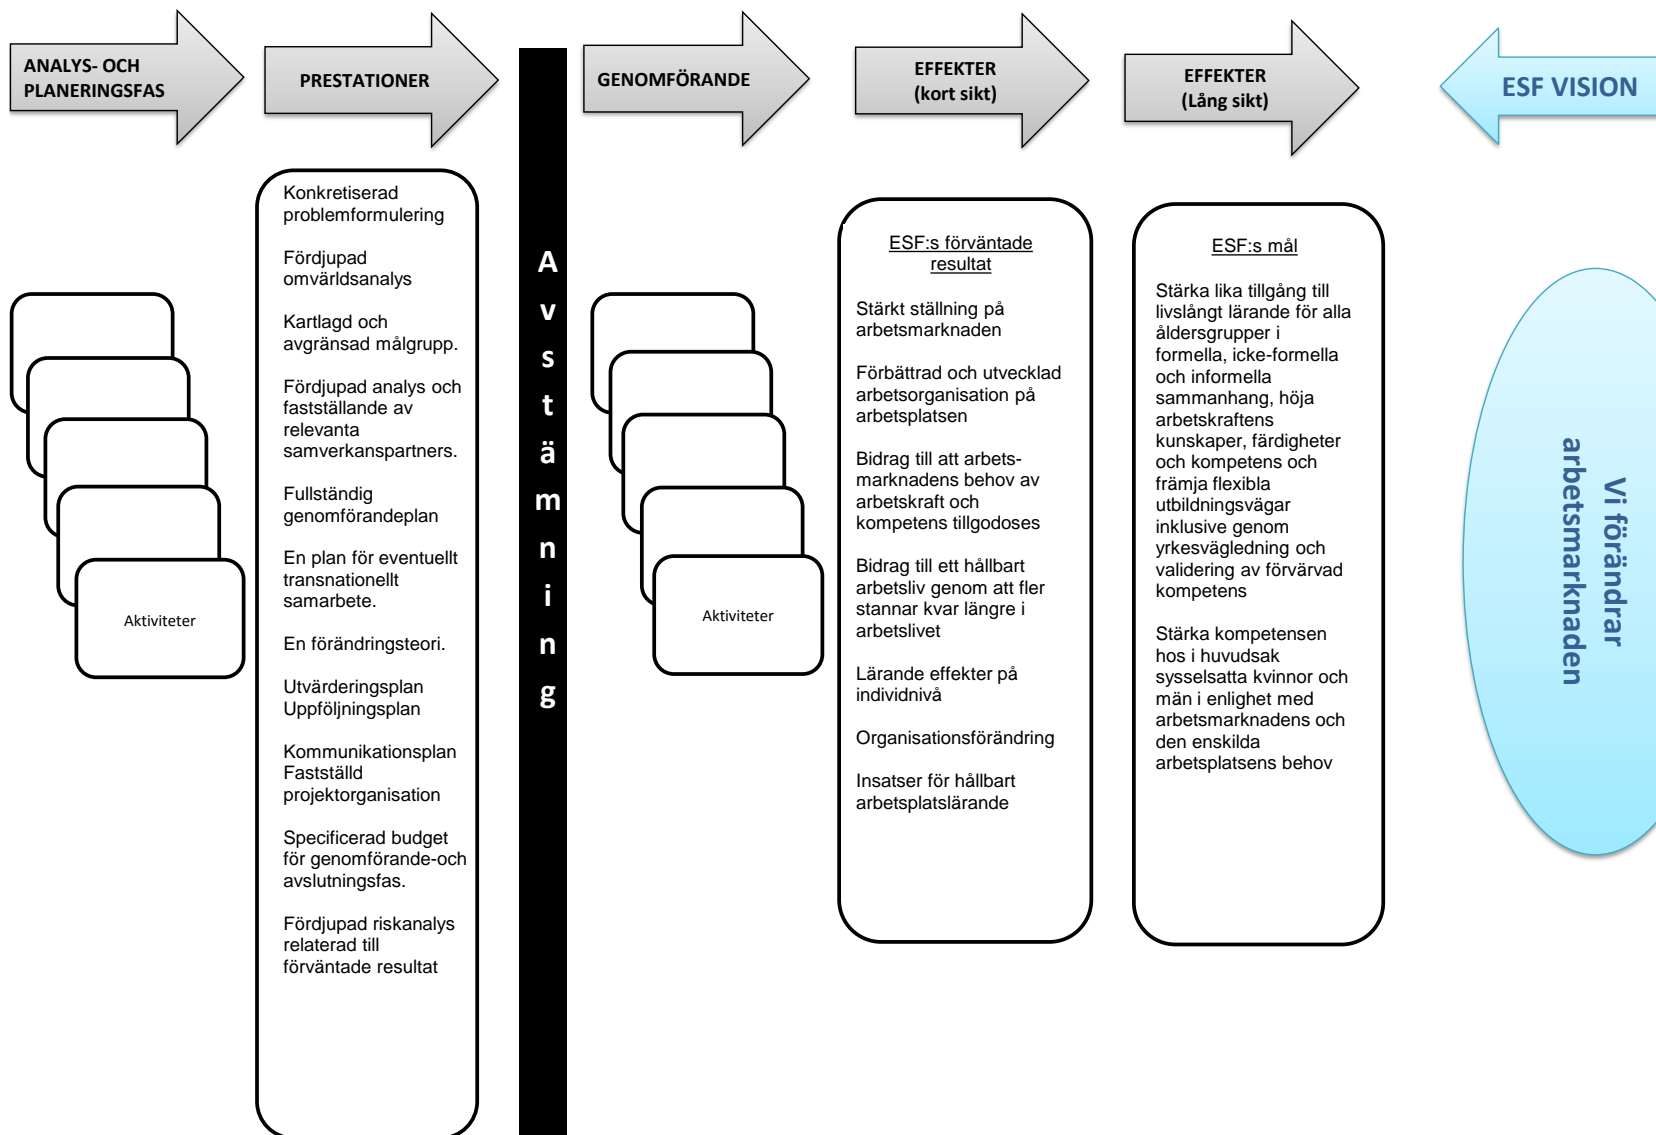 ANALYS- OCH
PLANERINGSFAS
PRESTATIONER
GENOMFÖRANDE
EFFEKTER
(kort sikt)
EFFEKTER
(Lång sikt)
ESF VISION
Aktiviteter
Konkretiserad
problemformulering
Fördjupad
omvärldsanalys
Kartlagd och
avgränsad målgrupp.
Fördjupad analys och
fastställande av
relevanta
samverkanspartners.
Fullständig
genomförandeplan
En plan för eventuellt
transnationellt
samarbete.
En förändringsteori.
Utvärderingsplan
Uppföljningsplan
Kommunikationsplan
Fastställd
projektorganisation
Specificerad budget
för genomförande-och
avslutningsfas.
Fördjupad riskanalys
relaterad till
förväntade resultat
A
v
s
t
ä
m
n
i
n
g
Aktiviteter
ESF:s förväntade
resultat
Stärkt ställning på
arbetsmarknaden
Förbättrad och utvecklad
arbetsorganisation på
arbetsplatsen
Bidrag till att arbets-
marknadens behov av
arbetskraft och
kompetens tillgodoses
Bidrag till ett hållbart
arbetsliv genom att fler
stannar kvar längre i
arbetslivet
Lärande effekter på
individnivå
Organisationsförändring
Insatser för hållbart
arbetsplatslärande
ESF:s mål
Stärka lika tillgång till
livslångt lärande för alla
åldersgrupper i
formella, icke-formella
och informella
sammanhang, höja
arbetskraftens
kunskaper, färdigheter
och kompetens och
främja flexibla
utbildningsvägar
inklusive genom
yrkesvägledning och
validering av förvärvad
kompetens
Stärka kompetensen
hos i huvudsak
sysselsatta kvinnor och
män i enlighet med
arbetsmarknadens och
den enskilda
arbetsplatsens behov
Vi förändrar
arbetsmarknaden